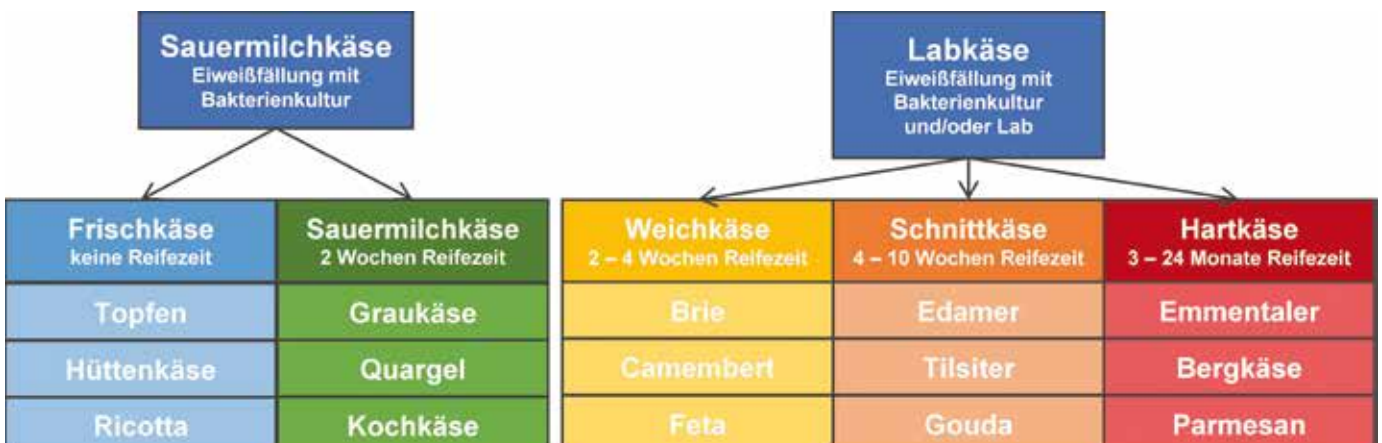 Sauermilchkäse
Eiweißfällung mit
Bakterienkultur
Labkäse
Eiweißfällung mit
Bakterienkultur
und/oder Lab
Frischkäse
keine Reifezeit
Sauermilchkäse
2 Wochen Reifezeit
Weichkäse
2 – 4 Wochen Reifezeit
Schnittkäse
4 – 10 Wochen Reifezeit
Hartkäse
3 – 24 Monate Reifezeit
Topfen
Graukäse
Brie
Edamer
Emmentaler
Hüttenkäse
Quargel
Camembert
Tilsiter
Bergkäse
Ricotta
Kochkäse
Feta
Gouda
Parmesan